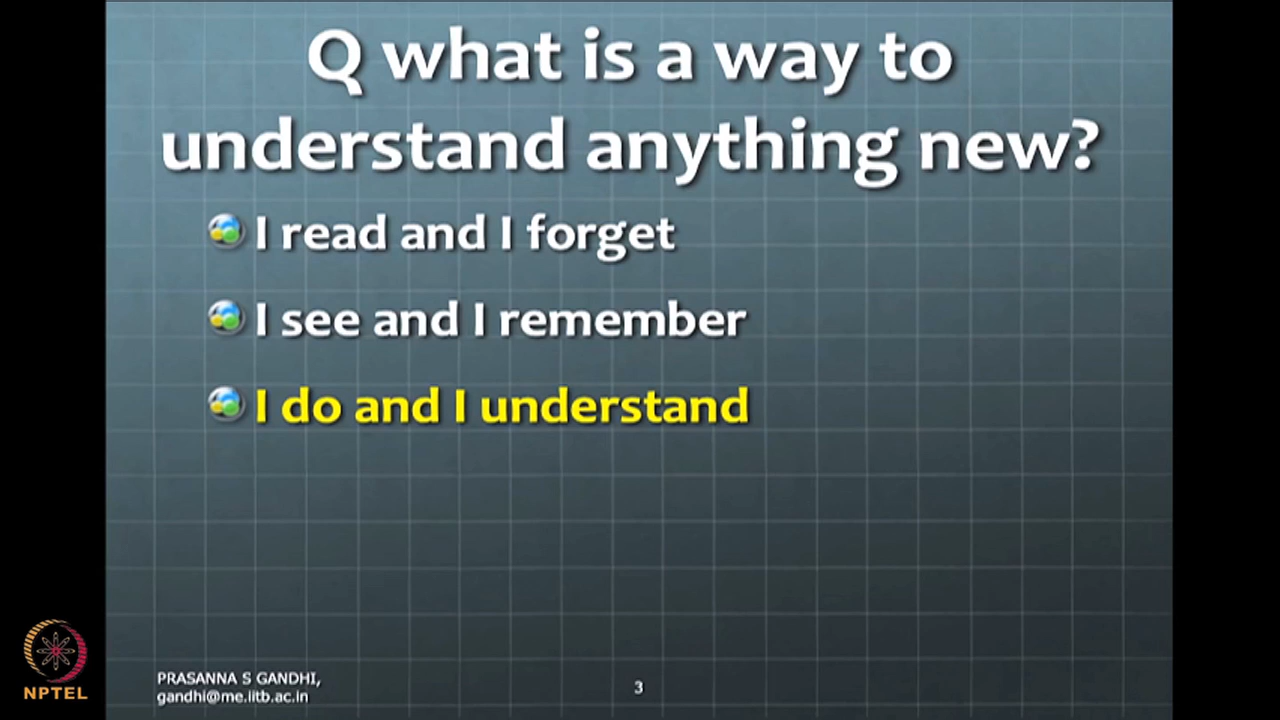 Q what is a way to
understand anything new?
I read and I forget
I see and I remember
I do and I understand
PRASANNA S GANDHI,
gandhi@me.iitb.ac.in
3
NPTEL